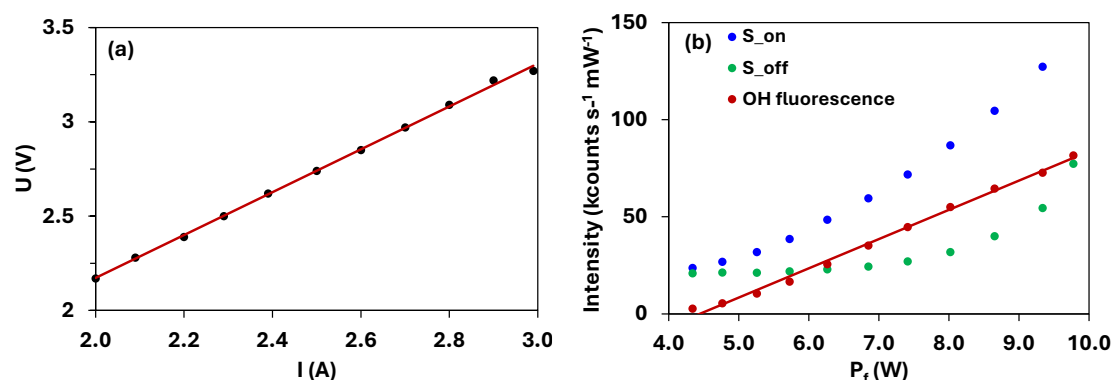 (a)
3.5
3
2.5
2
U (V)
2.0 2.2 2.4 2.6 2.8 3.0
I (A)
(b)
S_on
S_off
OH fluorescence
150
100
50
0
Intensity (kcounts s⁻¹ mW⁻¹)
4.0 5.0 6.0 7.0 8.0 9.0 10.0
P_f (W)